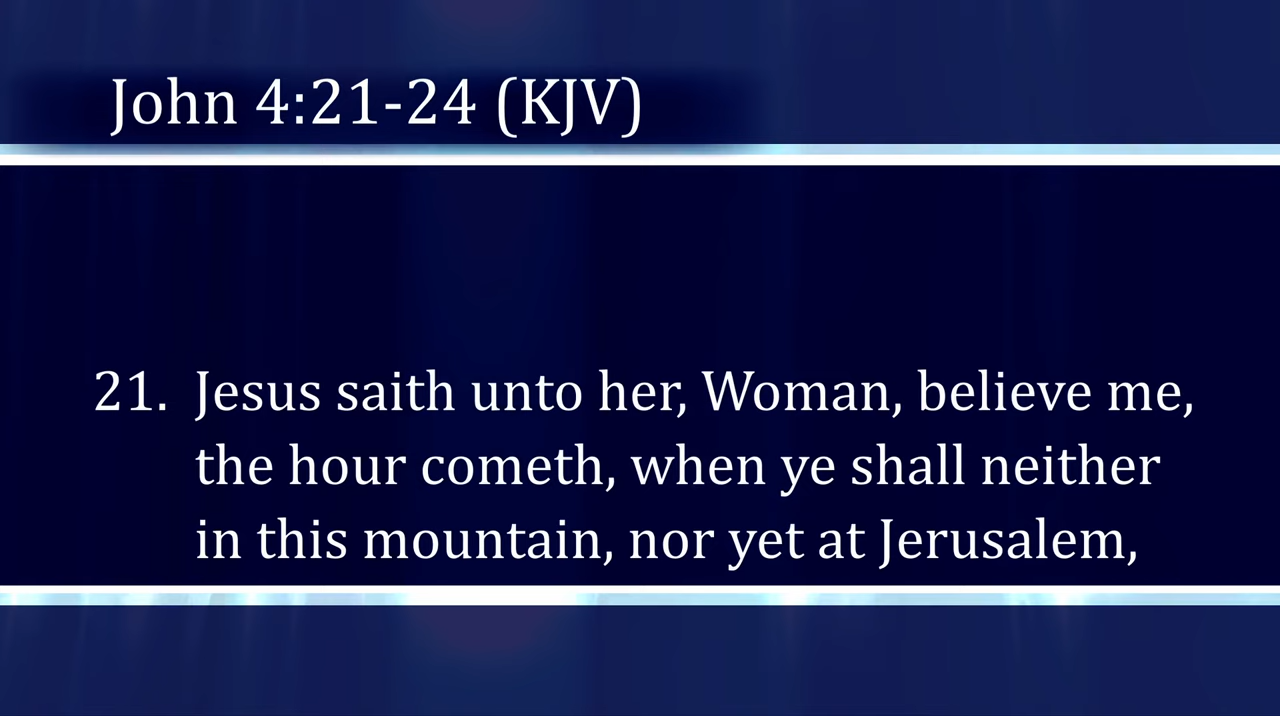 John 4:21-24 (KJV)
21. Jesus saith unto her, Woman, believe me,
the hour cometh, when ye shall neither
in this mountain, nor yet at Jerusalem,